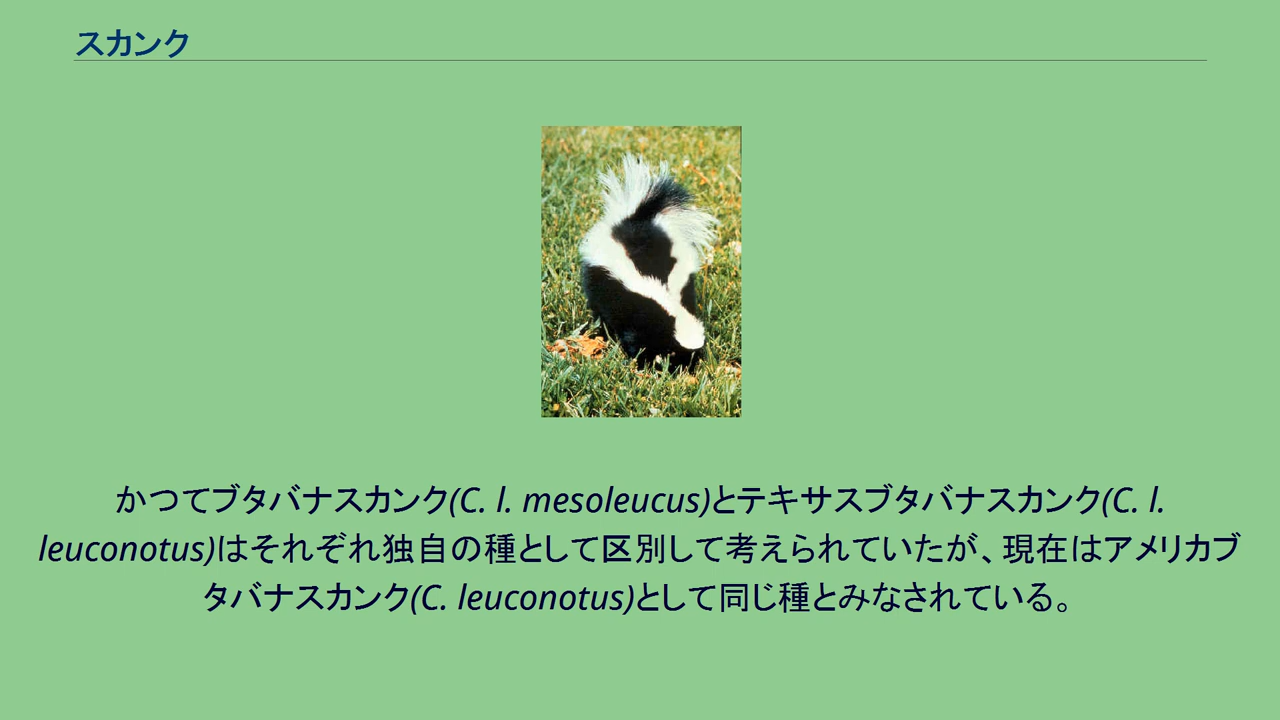 スカンク
かつてブタバナスカンク(C. l. mesoleucus)とテキサスブタバナスカンク(C. l.
leuconotus)はそれぞれ独自の種として区別して考えられていたが、現在はアメリカブ
タバナスカンク(C. leuconotus)として同じ種とみなされている。